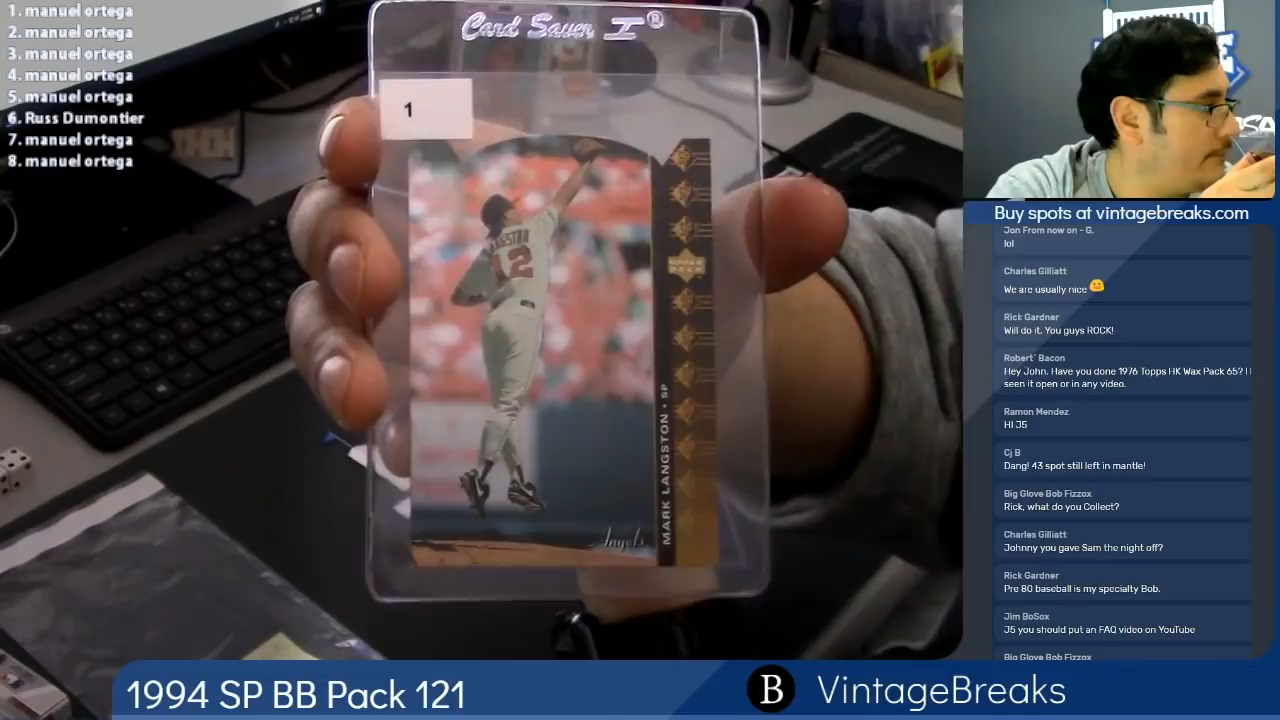 1. manuel ortega
2. manuel ortega
3. manuel ortega
4. manuel ortega
5. manuel ortega
6. Russ Dumontier
7. manuel ortega
8. manuel ortega
Card Saver I ®
1
12
UPPER DECK
MARK LANGSTON · SP
Angels
Buy spots at vintagebreaks.com
Jon From now on - G.
lol
Charles Gilliatt
We are usually nice
Rick Gardner
Will do it. You guys ROCK!
Robert Bacon
Hey John. Have you done 1976 Topps HK Wax Pack 65? I
seen it open or in any video.
Ramon Mendez
HI J5
Cj B
Dang! 43 spot still left in mantle!
Big Glove Bob Fizzox
Rick, what do you Collect?
Charles Gilliatt
Johnny you gave Sam the night off?
Rick Gardner
Pre 80 baseball is my specialty Bob.
Jim BoSox
J5 you should put an FAQ video on YouTube
Big Glove Bob Fizzox
1994 SP BB Pack 121
B VintageBreaks